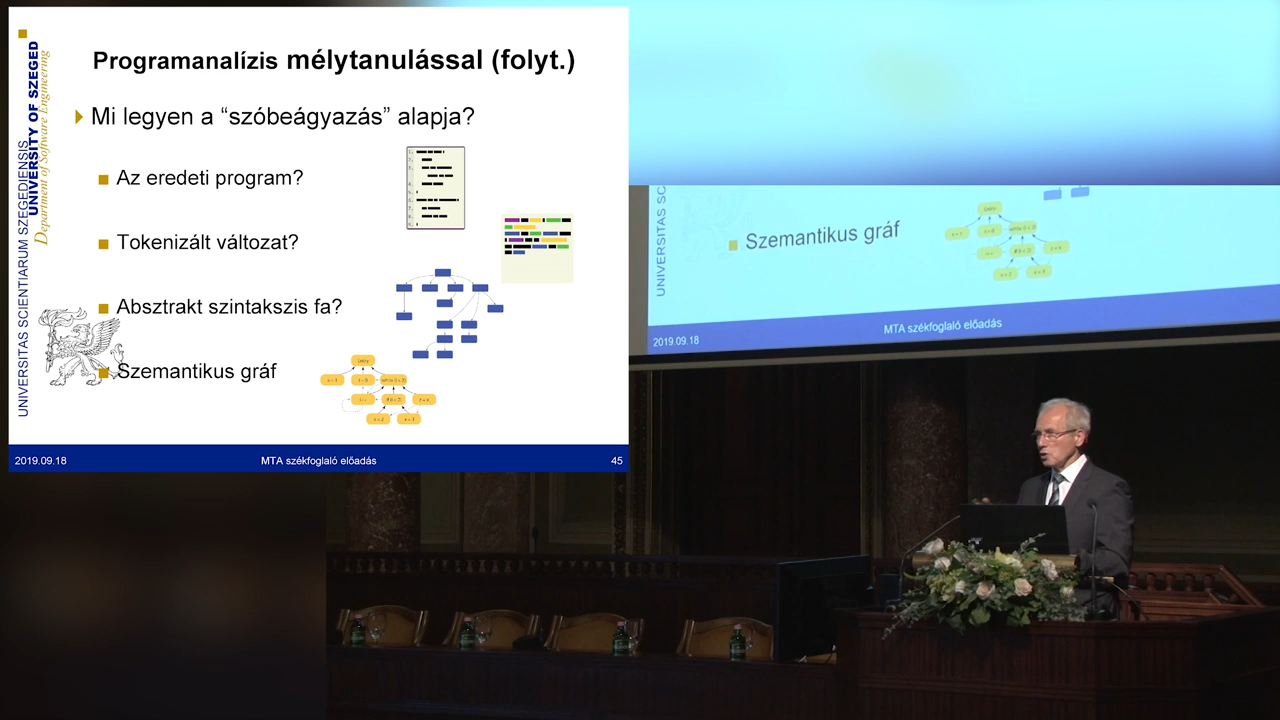 Programanalízis mélytanulással (folyt.)
Mi legyen a “szóbeágyazás” alapja?
Az eredeti program?
Tokenizált változat?
Absztrakt szintakszis fa?
Szemantikus gráf
UNIVERSITAS SCIENTIARUM SZEGEDIENSIS
UNIVERSITY OF SZEGED
Department of Software Engineering
2019.09.18
MTA székfoglaló előadás
45
UNIVERSITAS SC
Szemantikus gráf
2019.09.18
MTA székfoglaló előadás